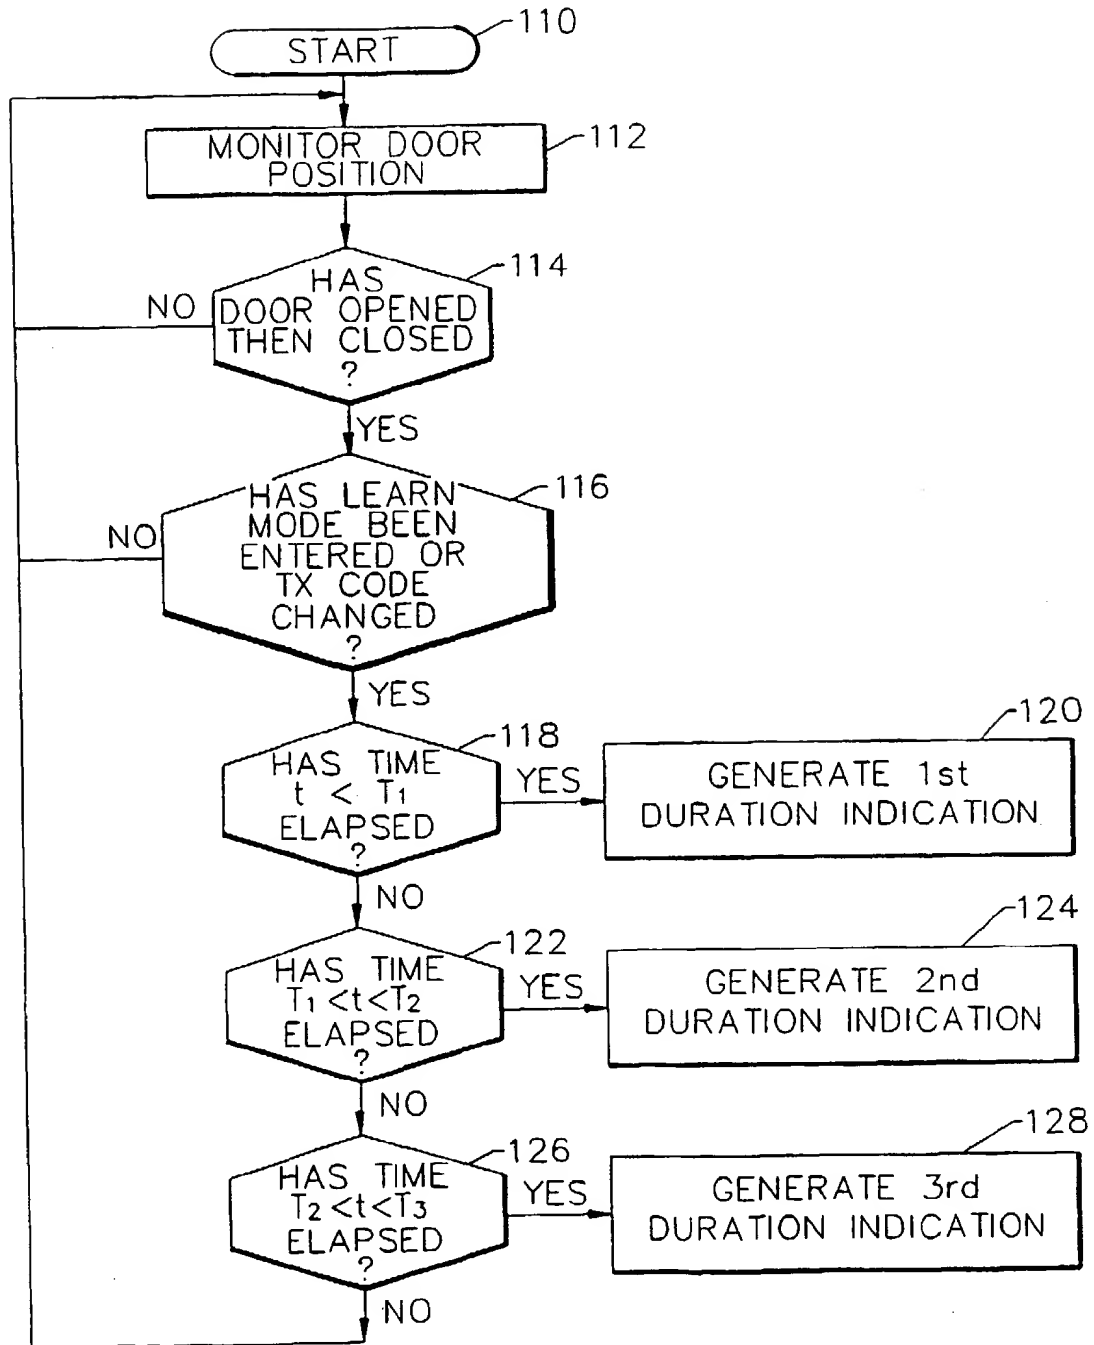 START
110
MONITOR DOOR
POSITION
112
HAS
DOOR OPENED
THEN CLOSED
?
114
NO
YES
HAS LEARN
MODE BEEN
ENTERED OR
TX CODE
CHANGED
?
116
NO
YES
HAS TIME
t < T1
ELAPSED
?
118
YES
GENERATE 1st
DURATION INDICATION
120
NO
HAS TIME
T1 <t<T2
ELAPSED
?
122
YES
GENERATE 2nd
DURATION INDICATION
124
NO
HAS TIME
T2 <t<T3
ELAPSED
?
126
YES
GENERATE 3rd
DURATION INDICATION
128
NO